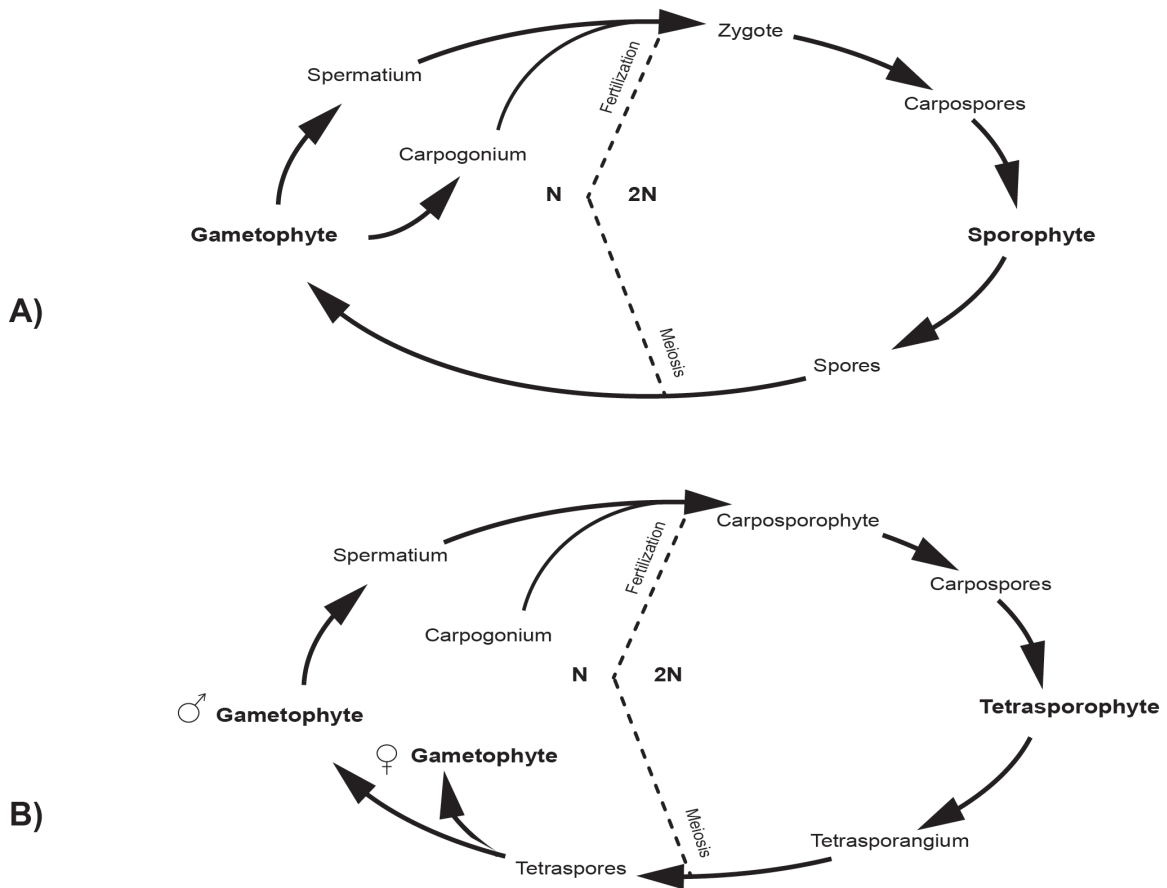 Zygote
Spermatium
Fertilization
Carpospores
Carpogonium
N
2N
Gametophyte
Sporophyte
A)
Meiosis
Spores
Carposporophyte
Spermatium
Fertilization
Carpospores
Carpogonium
N
2N
♂ Gametophyte
Tetrasporophyte
♀ Gametophyte
B)
Meiosis
Tetrasporangium
Tetraspores